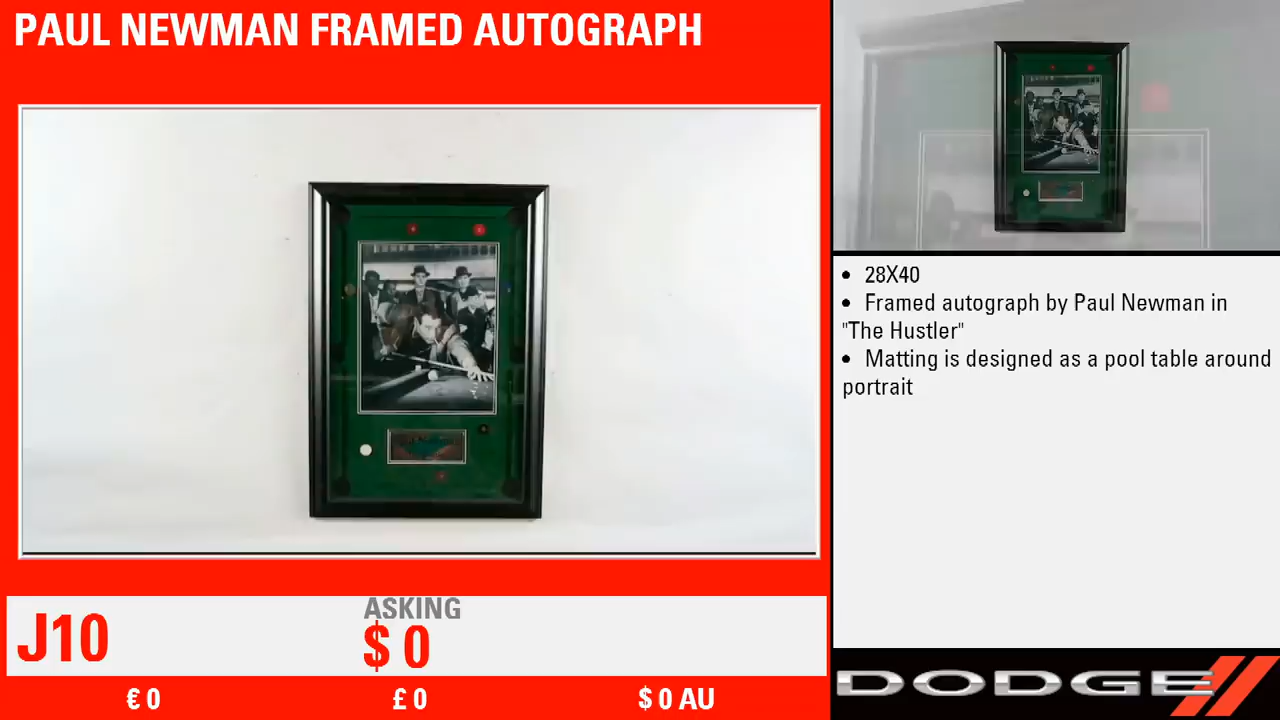 PAUL NEWMAN FRAMED AUTOGRAPH
• 28X40
• Framed autograph by Paul Newman in
"The Hustler"
• Matting is designed as a pool table around
portrait
J10
ASKING
$ 0
€ 0
£ 0
$ 0 AU
DODGE